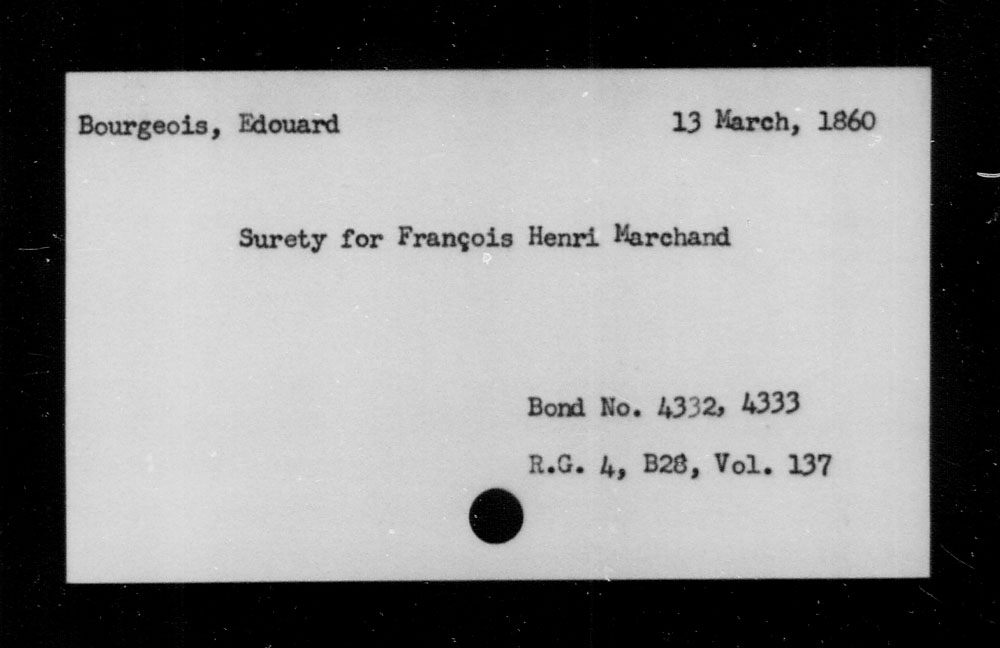 Bourgeois, Edouard 13 March, 1860
Surety for François Henri Marchand
Bond No. 4332, 4333
R.G. 4, B28, Vol. 137